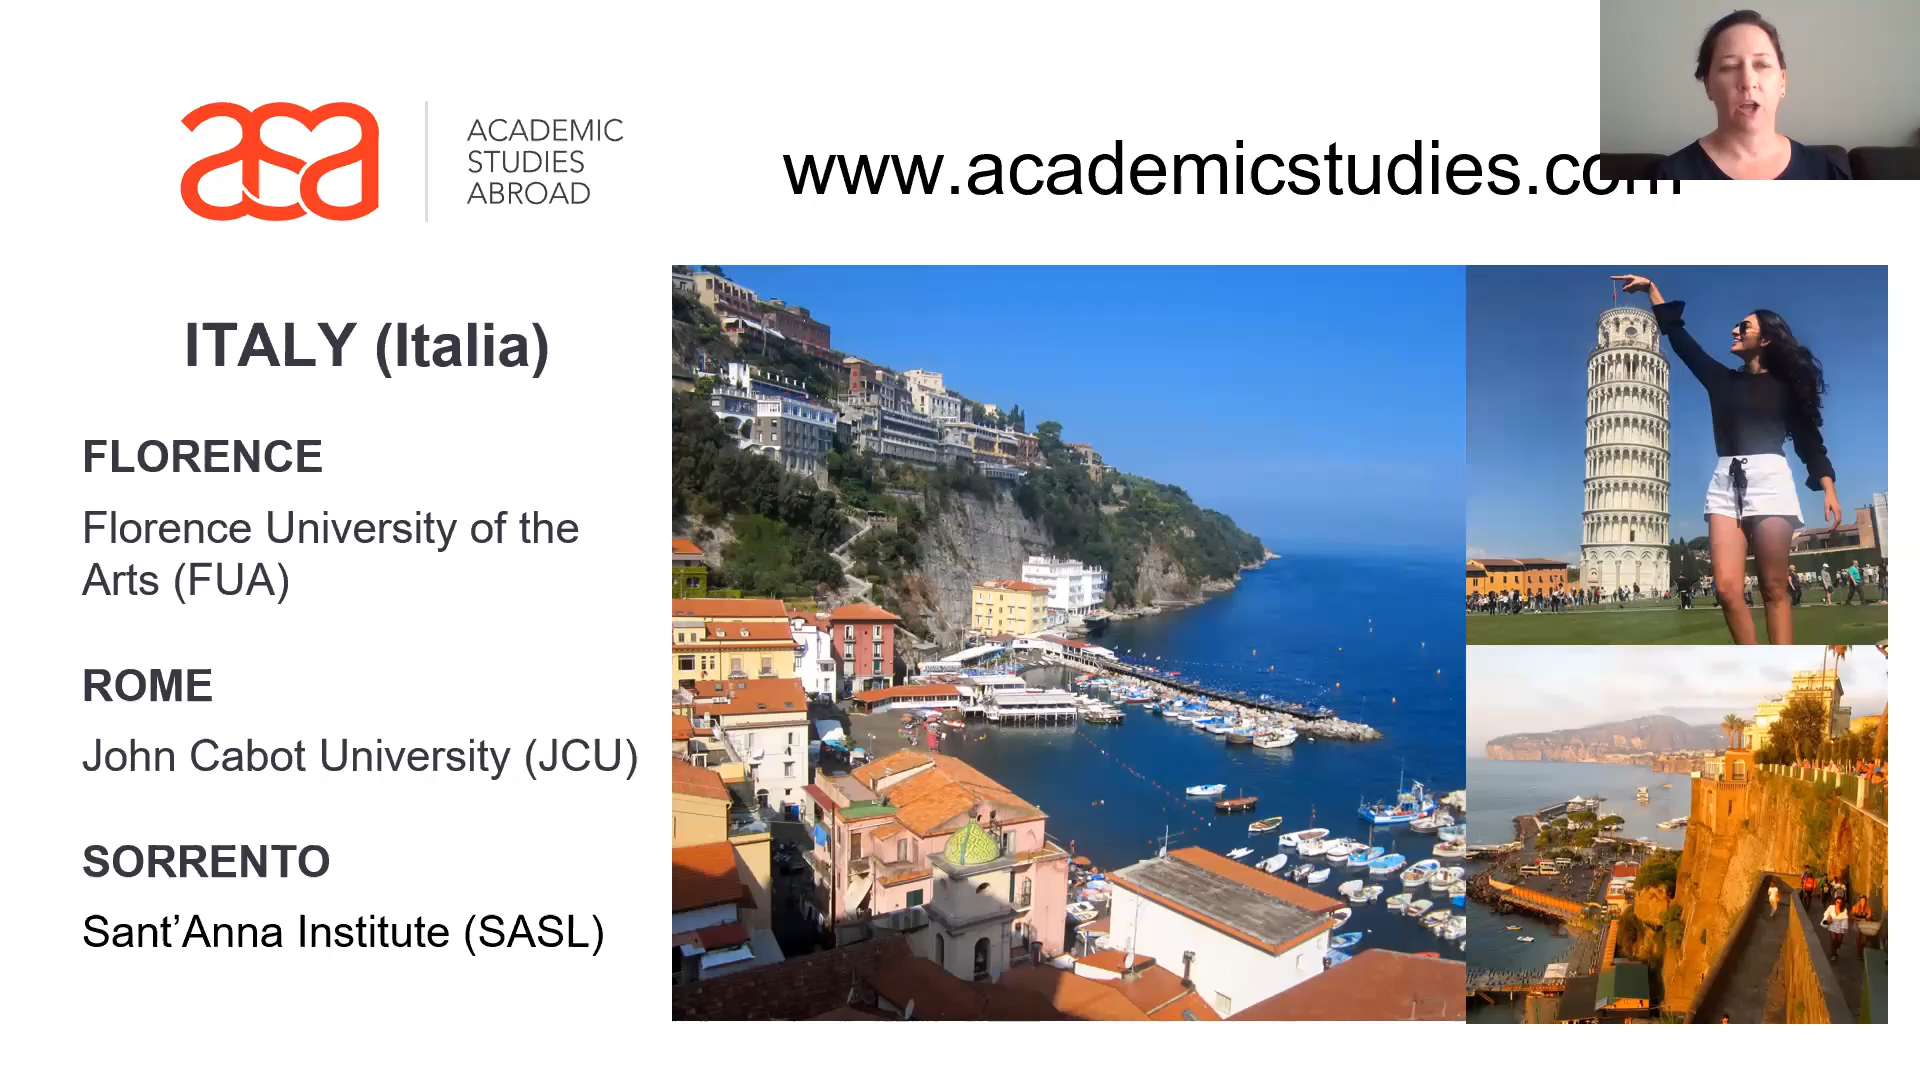 asa
ACADEMIC
STUDIES
ABROAD
www.academicstudies.com
ITALY (Italia)
FLORENCE
Florence University of the
Arts (FUA)
ROME
John Cabot University (JCU)
SORRENTO
Sant’Anna Institute (SASL)